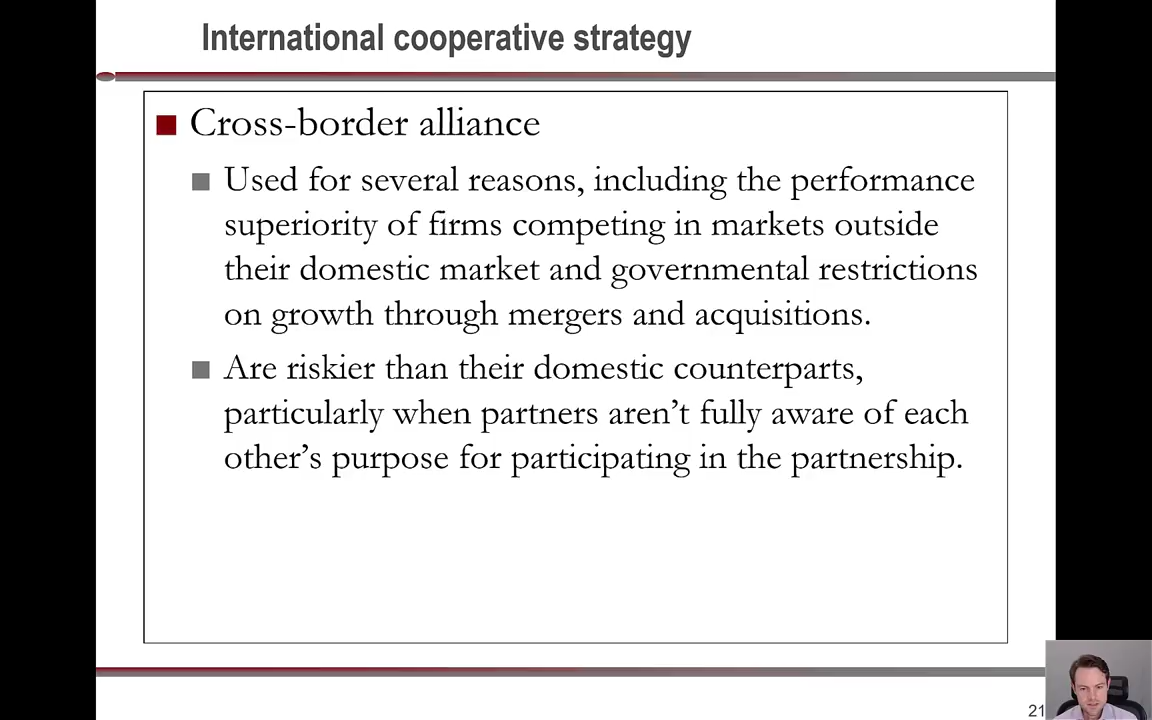 International cooperative strategy
Cross-border alliance
Used for several reasons, including the performance
superiority of firms competing in markets outside
their domestic market and governmental restrictions
on growth through mergers and acquisitions.
Are riskier than their domestic counterparts,
particularly when partners aren’t fully aware of each
other’s purpose for participating in the partnership.
21